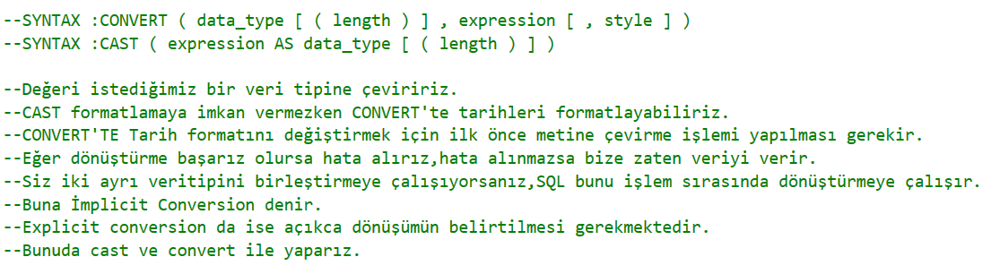 --SYNTAX :CONVERT ( data_type [ ( length ) ] , expression [ , style ] )
--SYNTAX :CAST ( expression AS data_type [ ( length ) ] )
--Değeri istediğimiz bir veri tipine çeviririz.
--CAST formatlamaya imkan vermezken CONVERT'te tarihleri formatlayabiliriz.
--CONVERT'TE Tarih formatını değiştirmek için ilk önce metine çevirme işlemi yapılması gerekir.
--Eğer dönüştürme başarız olursa hata alırız,hata alınmazsa bize zaten veriyi verir.
--Siz iki ayrı veritipini birleştirmeye çalışıyorsanız,SQL bunu işlem sırasında dönüştürmeye çalışır.
--Buna İmplicit Conversion denir.
--Explicit conversion da ise açıkca dönüşümün belirtilmesi gerekmektedir.
--Bunuda cast ve convert ile yaparız.